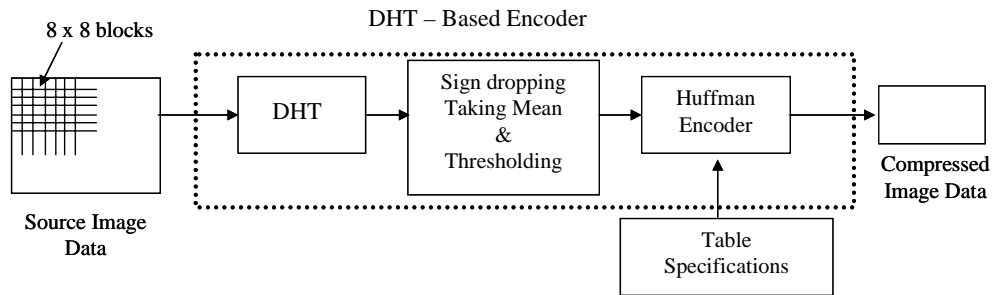 DHT – Based Encoder
8 x 8 blocks
DHT
Sign dropping
Taking Mean
&
Thresholding
Huffman
Encoder
Compressed
Image Data
Source Image
Data
Table
Specifications